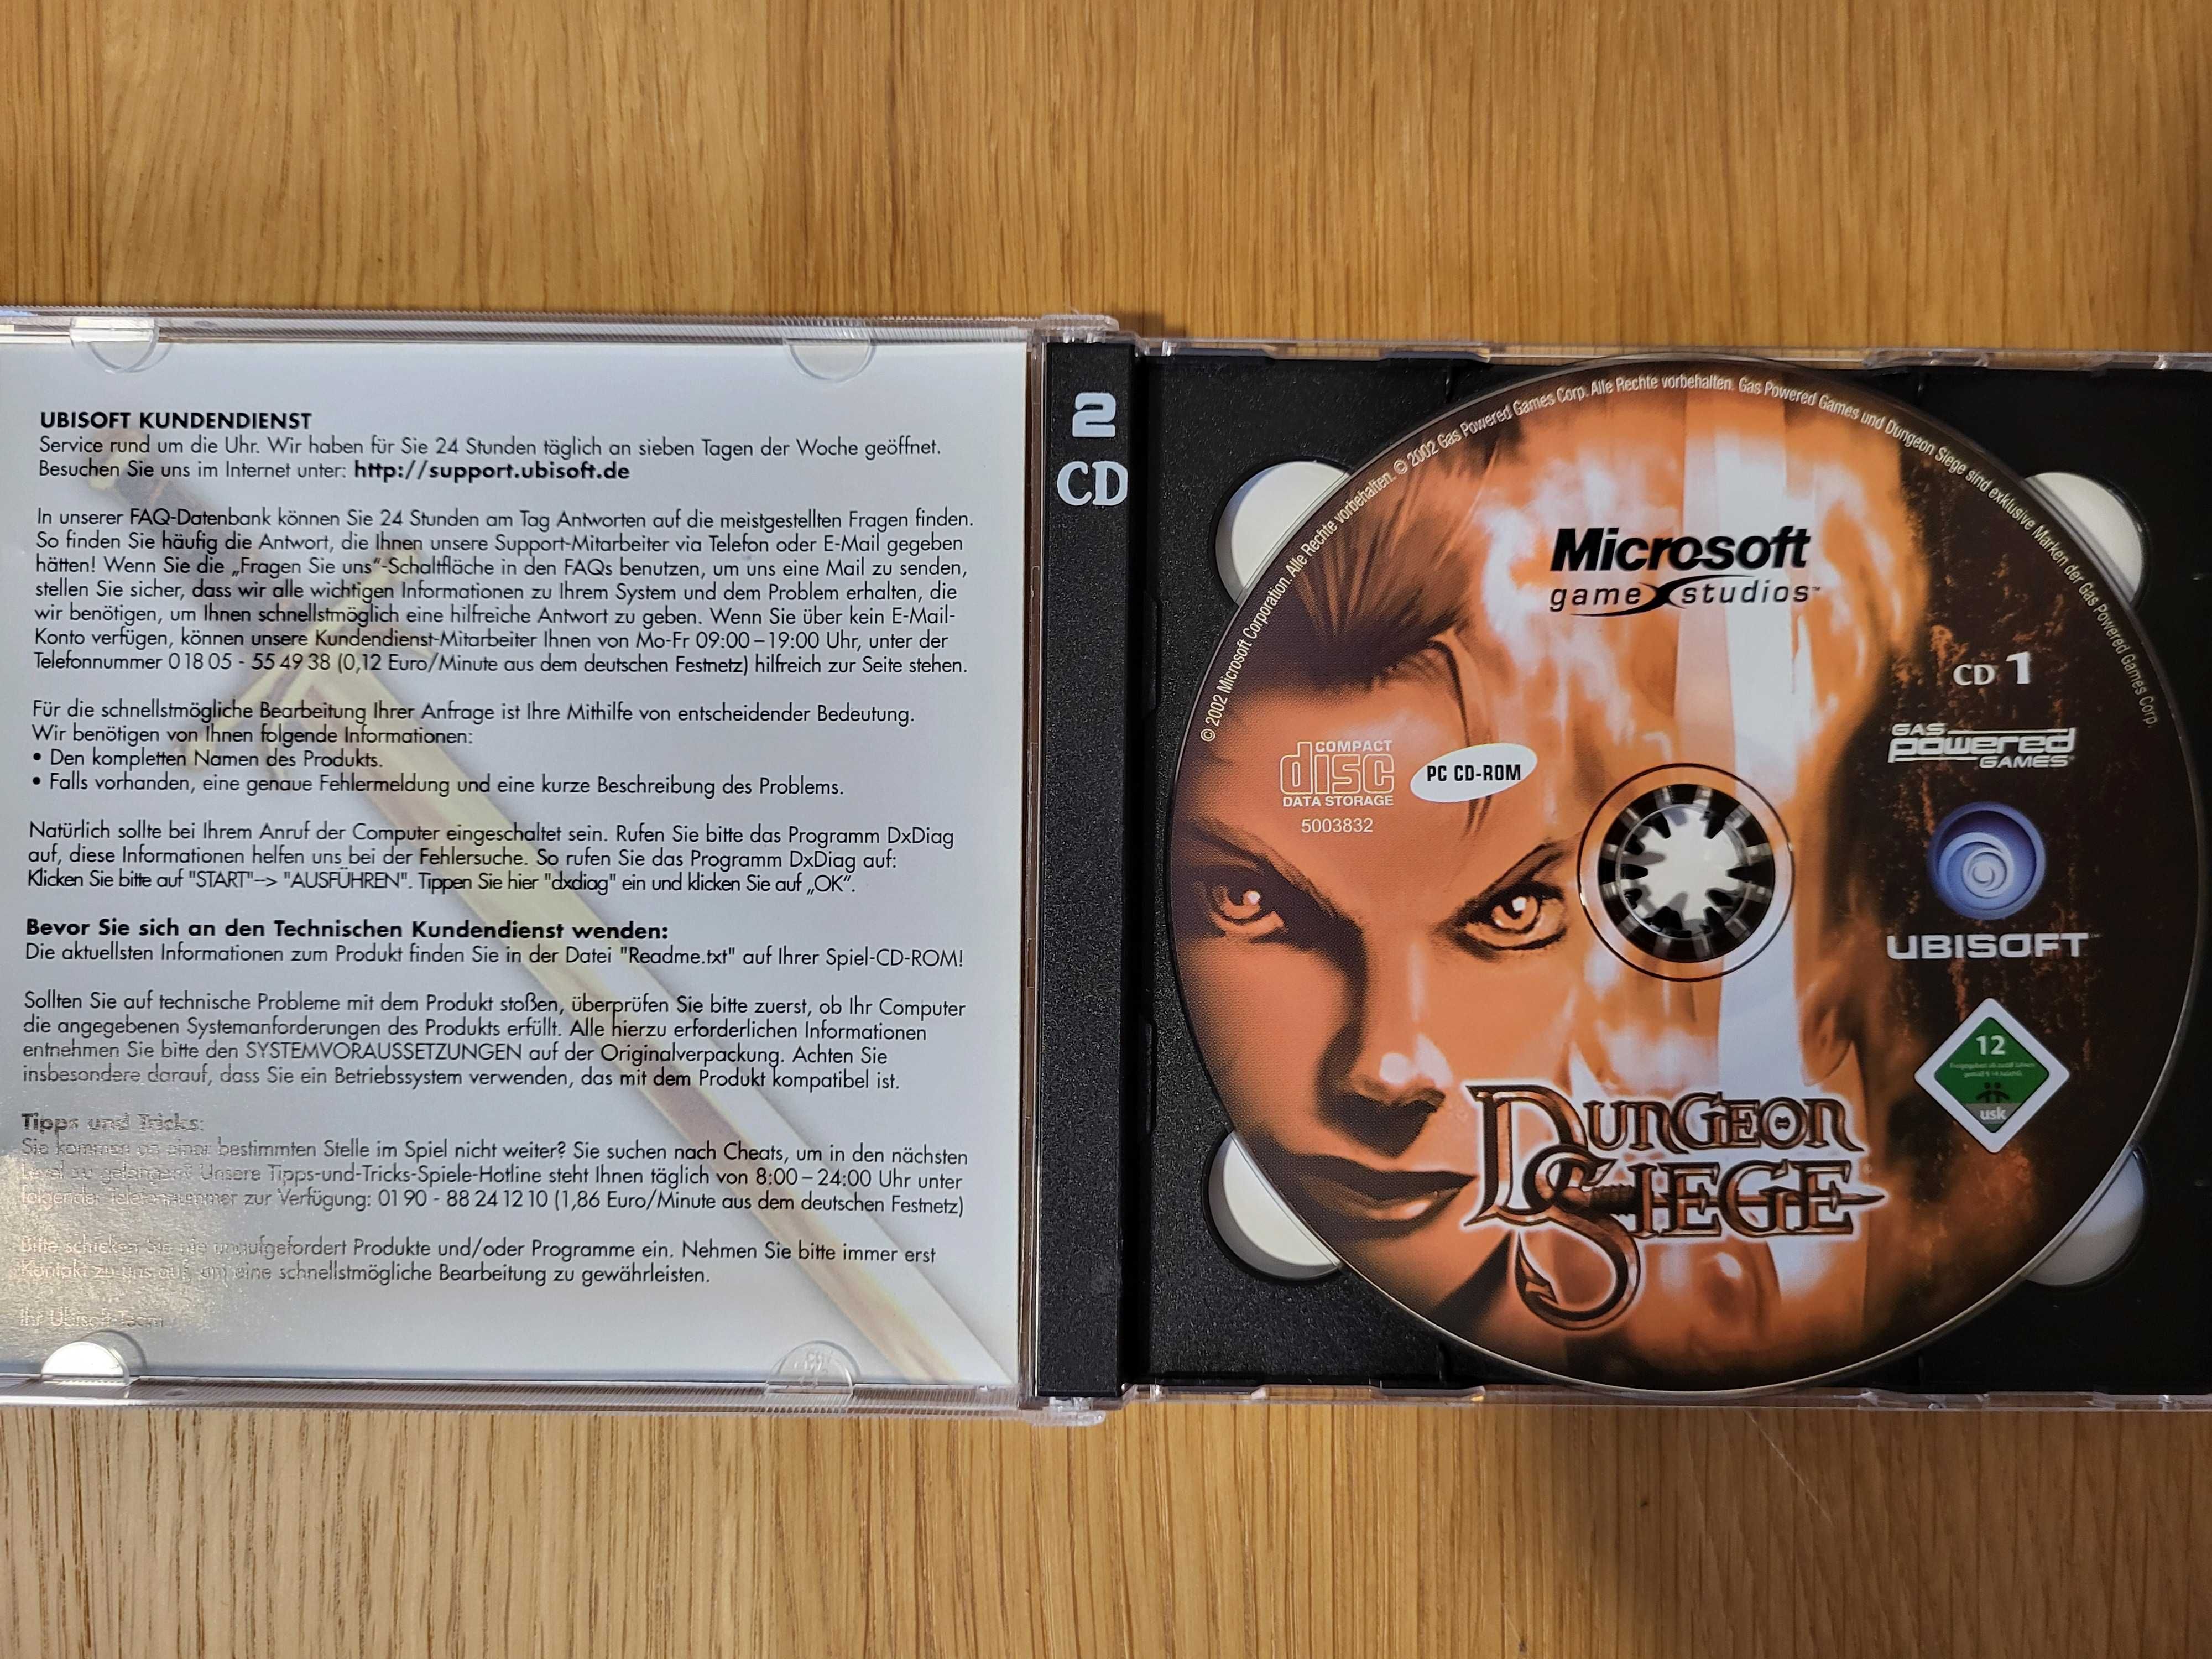 UBISOFT KUNDENDIENST
Service rund um die Uhr. Wir haben für Sie 24 Stunden täglich an sieben Tagen der Woche geöffnet.
Besuchen Sie uns im Internet unter: http://support.ubisoft.de
In unserer FAQ-Datenbank können Sie 24 Stunden am Tag Antworten auf die meistgestellten Fragen finden.
So finden Sie häufig die Antwort, die Ihnen unsere Support-Mitarbeiter via Telefon oder E-Mail gegeben
hätten! Wenn Sie die „Fragen Sie uns“-Schaltfläche in den FAQs benutzen, um uns eine Mail zu senden,
stellen Sie sicher, dass wir alle wichtigen Informationen zu Ihrem System und dem Problem erhalten, die
wir benötigen, um Ihnen schnellstmöglich eine hilfreiche Antwort zu geben. Wenn Sie über kein E-Mail-
Konto verfügen, können unsere Kundendienst-Mitarbeiter Ihnen von Mo-Fr 09:00–19:00 Uhr, unter der
Telefonnummer 0 18 05 - 55 49 38 (0,12 Euro/Minute aus dem deutschen Festnetz) hilfreich zur Seite stehen.
Für die schnellstmögliche Bearbeitung Ihrer Anfrage ist Ihre Mithilfe von entscheidender Bedeutung.
Wir benötigen von Ihnen folgende Informationen:
• Den kompletten Namen des Produkts.
• Falls vorhanden, eine genaue Fehlermeldung und eine kurze Beschreibung des Problems.
Natürlich sollte bei Ihrem Anruf der Computer eingeschaltet sein. Rufen Sie bitte das Programm DxDiag
auf, diese Informationen helfen uns bei der Fehlersuche. So rufen Sie das Programm DxDiag auf:
Klicken Sie bitte auf "START"--> "AUSFÜHREN". Tippen Sie hier "dxdiag" ein und klicken Sie auf „OK“.
Bevor Sie sich an den Technischen Kundendienst wenden:
Die aktuellsten Informationen zum Produkt finden Sie in der Datei "Readme.txt" auf Ihrer Spiel-CD-ROM!
Sollten Sie auf technische Probleme mit dem Produkt stoßen, überprüfen Sie bitte zuerst, ob Ihr Computer
die angegebenen Systemanforderungen des Produkts erfüllt. Alle hierzu erforderlichen Informationen
entnehmen Sie bitte den SYSTEMVORAUSSETZUNGEN auf der Originalverpackung. Achten Sie
insbesondere darauf, dass Sie ein Betriebssystem verwenden, das mit dem Produkt kompatibel ist.
Tipps und Tricks:
Sie kommen an einer bestimmten Stelle im Spiel nicht weiter? Sie suchen nach Cheats, um in den nächsten
Level zu gelangen? Unsere Tipps-und-Tricks-Spiele-Hotline steht Ihnen täglich von 8:00–24:00 Uhr unter
folgender Telefonnummer zur Verfügung: 01 90 - 88 24 12 10 (1,86 Euro/Minute aus dem deutschen Festnetz)
Bitte schicken Sie nie unaufgefordert Produkte und/oder Programme ein. Nehmen Sie bitte immer erst
Kontakt zu uns auf, um eine schnellstmögliche Bearbeitung zu gewährleisten.
Ihr Ubisoft-Team
2
CD
© 2002 Microsoft Corporation. Alle Rechte vorbehalten. © 2002 Gas Powered Games Corp. Alle Rechte vorbehalten. Gas Powered Games und Dungeon Siege sind exklusive Marken der Gas Powered Games Corp.
Microsoft
game studios™
CD 1
GAS
powered
GAMES
COMPACT
disc
DATA STORAGE
5003832
PC CD-ROM
UBISOFT™
12
usk
DUNGEON
SIEGE